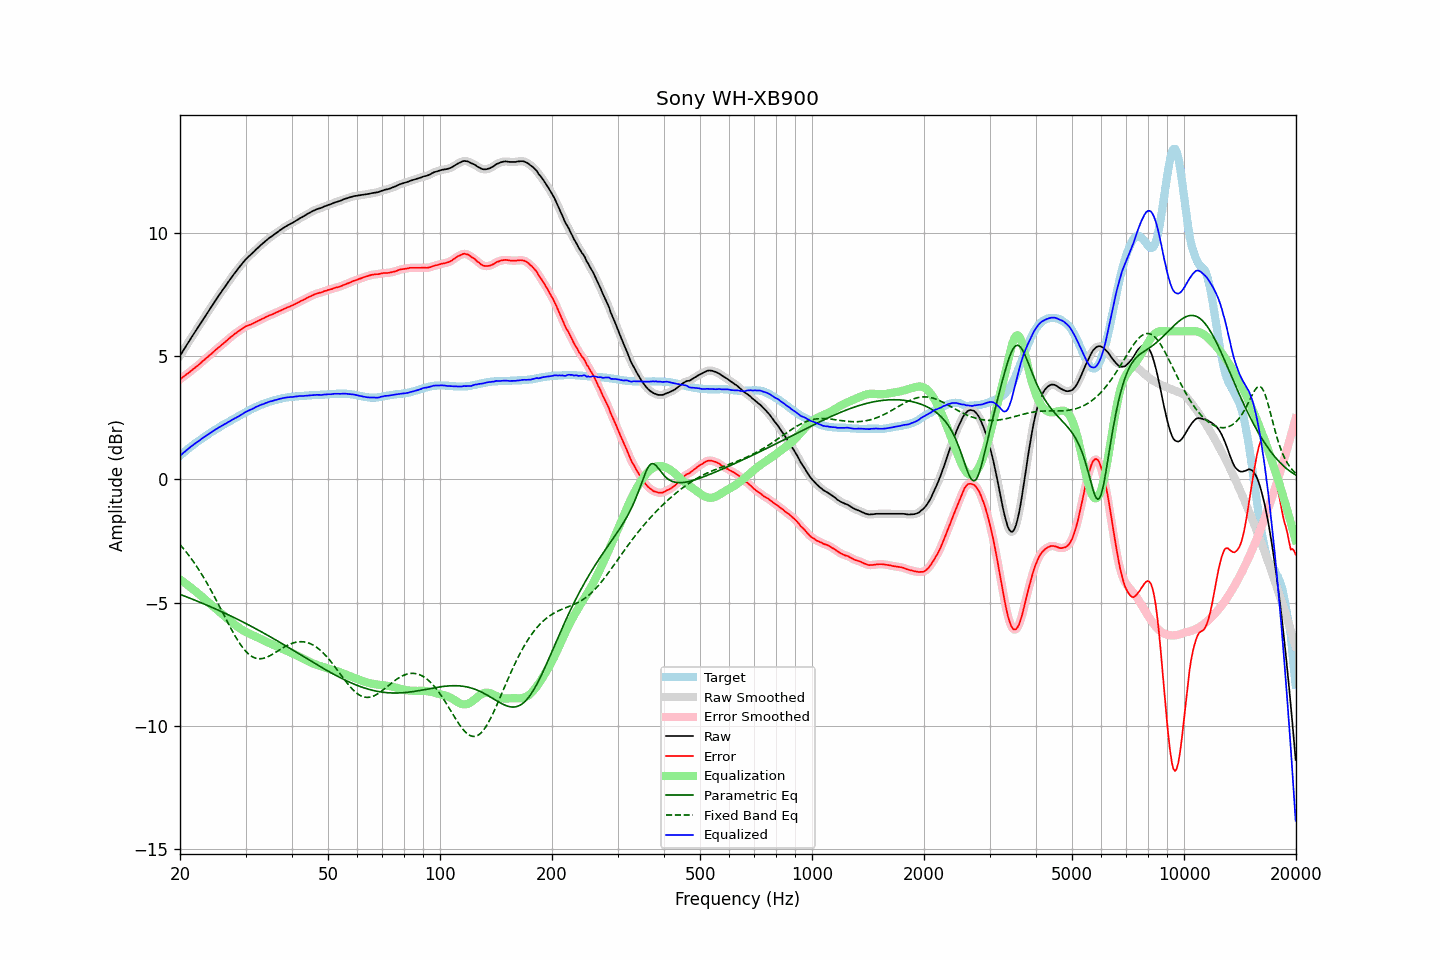 Sony WH-XB900
Amplitude (dBr)
10
5
0
−5
−10
−15
Target
Raw Smoothed
Error Smoothed
Raw
Error
Equalization
Parametric Eq
Fixed Band Eq
Equalized
20 50 100 200 500 1000 2000 5000 10000 20000
Frequency (Hz)